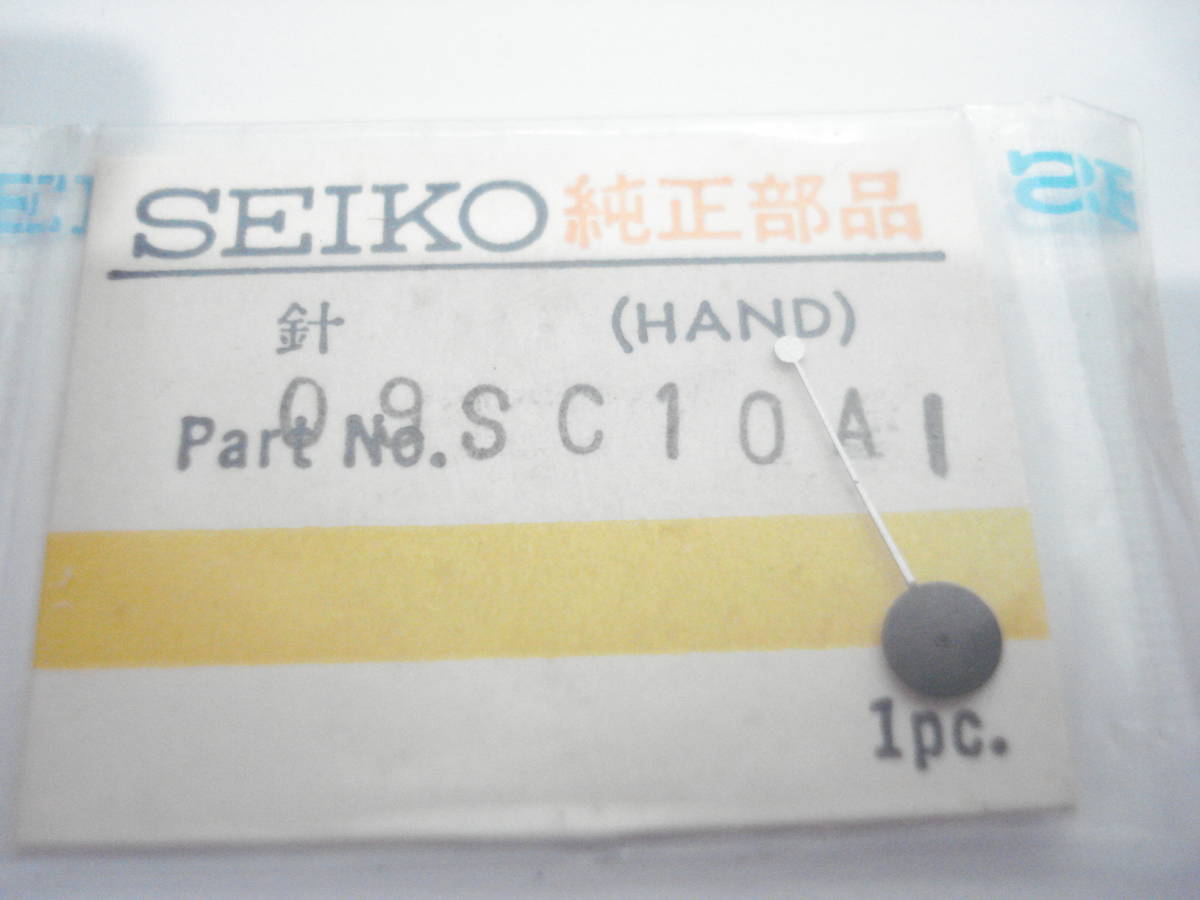 SEIKO 純正部品
針 (HAND)
Part No. 09SC10A1
1pc.